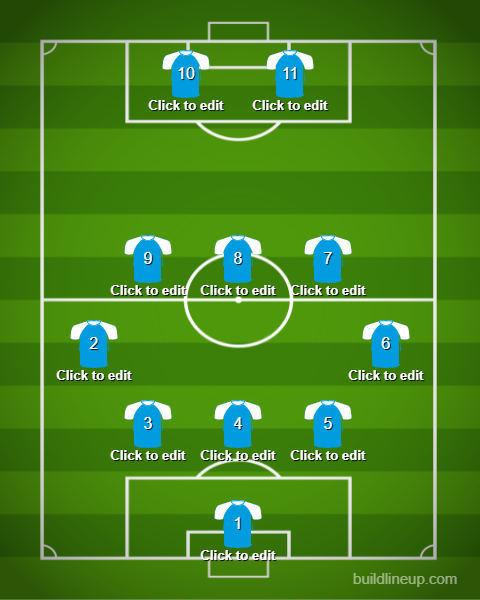 10 11
Click to edit Click to edit
9 8 7
Click to edit Click to edit Click to edit
2 6
Click to edit Click to edit
3 4 5
Click to edit Click to edit Click to edit
1
Click to edit
buildlineup.com